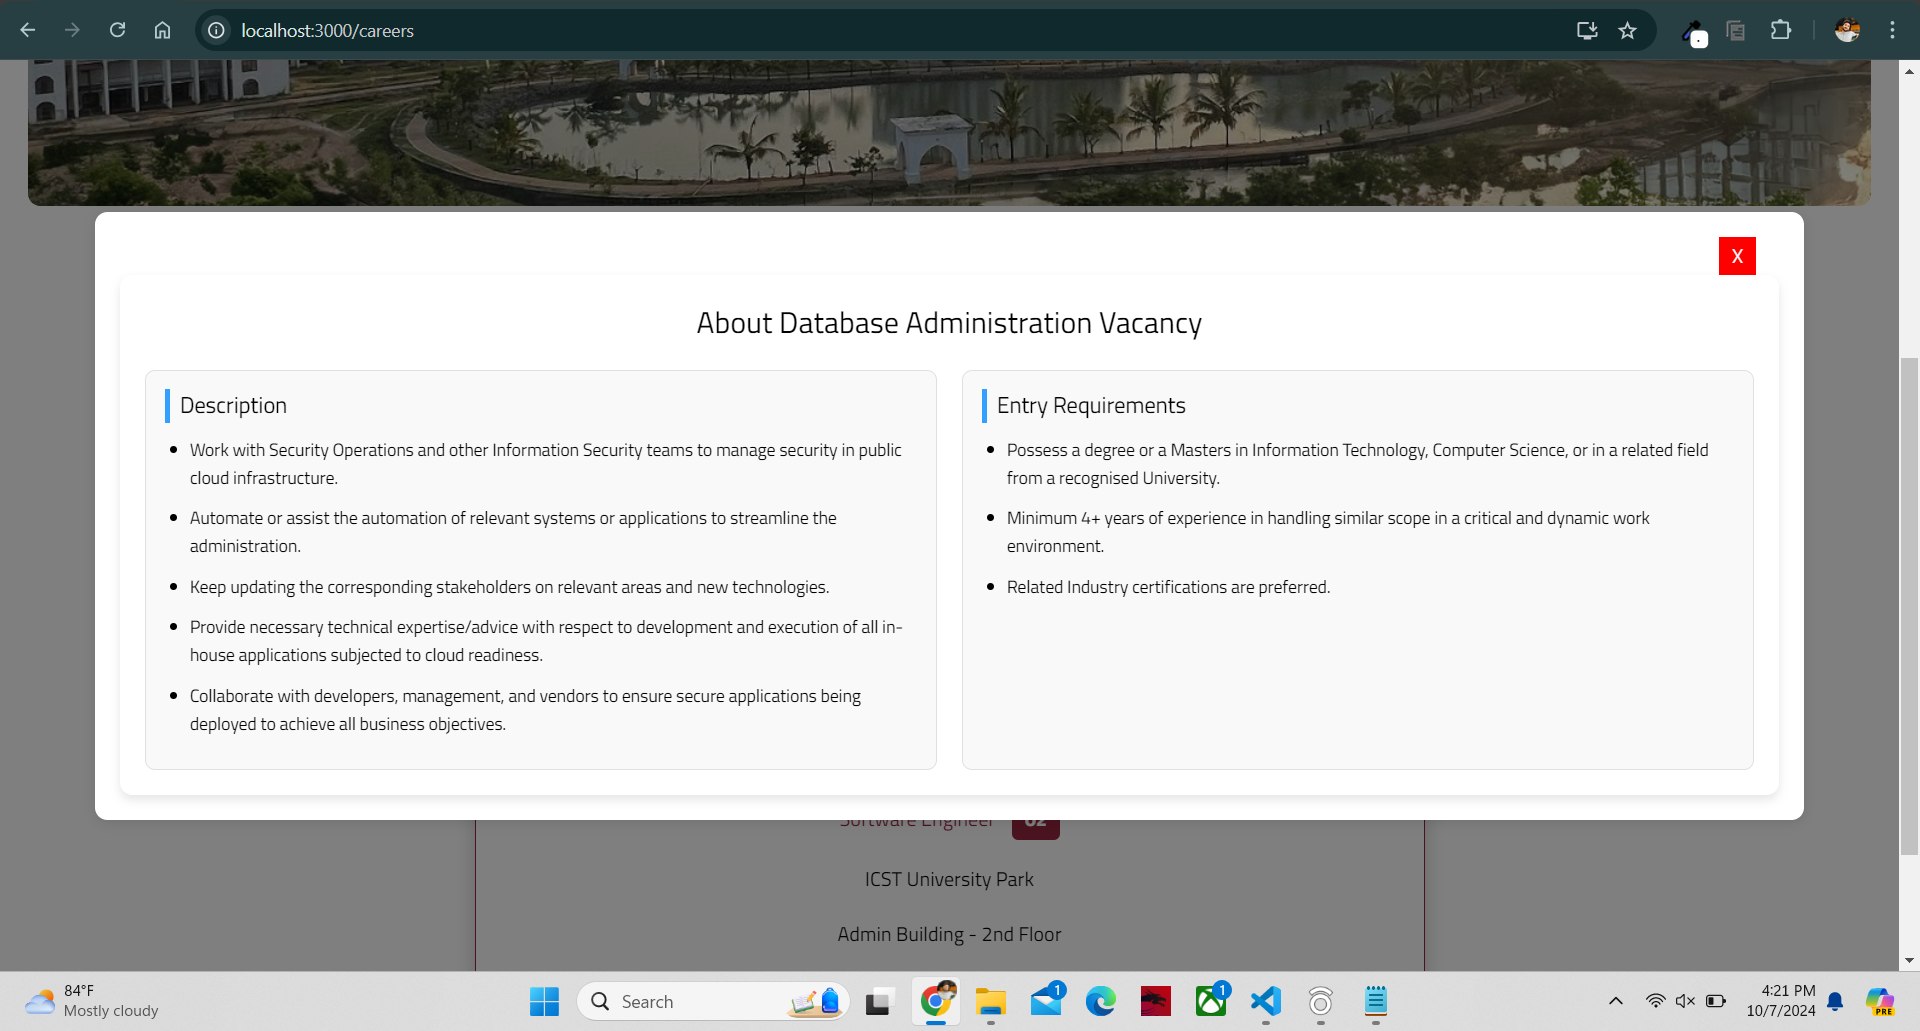 localhost:3000/careers
X
About Database Administration Vacancy
Description
Work with Security Operations and other Information Security teams to manage security in public
cloud infrastructure.
Automate or assist the automation of relevant systems or applications to streamline the
administration.
Keep updating the corresponding stakeholders on relevant areas and new technologies.
Provide necessary technical expertise/advice with respect to development and execution of all in-
house applications subjected to cloud readiness.
Collaborate with developers, management, and vendors to ensure secure applications being
deployed to achieve all business objectives.
Entry Requirements
Possess a degree or a Masters in Information Technology, Computer Science, or in a related field
from a recognised University.
Minimum 4+ years of experience in handling similar scope in a critical and dynamic work
environment.
Related Industry certifications are preferred.
Software Engineer 02
ICST University Park
Admin Building - 2nd Floor
84°F
Mostly cloudy
Search
1
1
4:21 PM
10/7/2024
PRE